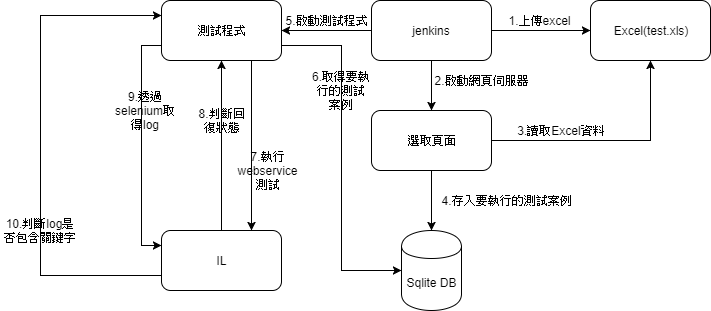 測試程式
5.啟動測試程式
jenkins
1.上傳excel
Excel(test.xls)
9.透過
selenium取
得log
8.判斷回
復狀態
6.取得要執
行的測試
案例
2.啟動網頁伺服器
選取頁面
3.讀取Excel資料
7.執行
webservice
測試
4.存入要執行的測試案例
10.判斷log是
否包含關鍵字
IL
Sqlite DB